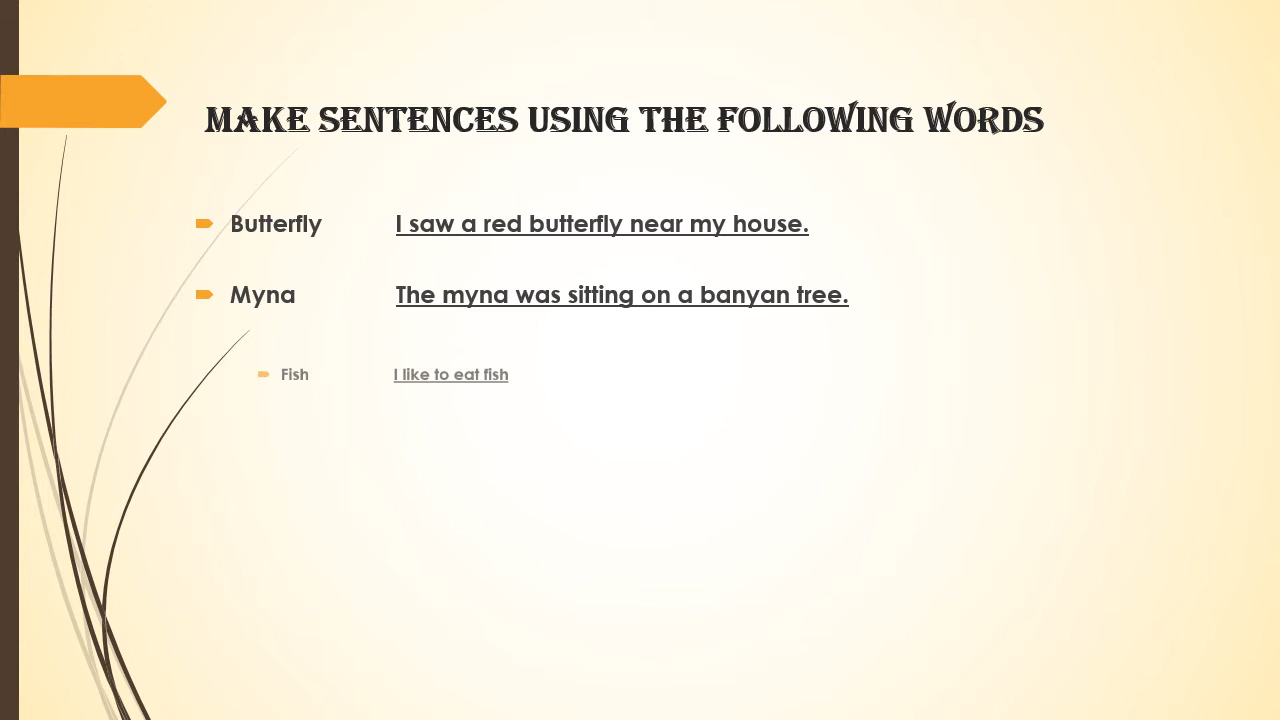 MAKE SENTENCES USING THE FOLLOWING WORDS
Butterfly I saw a red butterfly near my house.
Myna The myna was sitting on a banyan tree.
Fish I like to eat fish